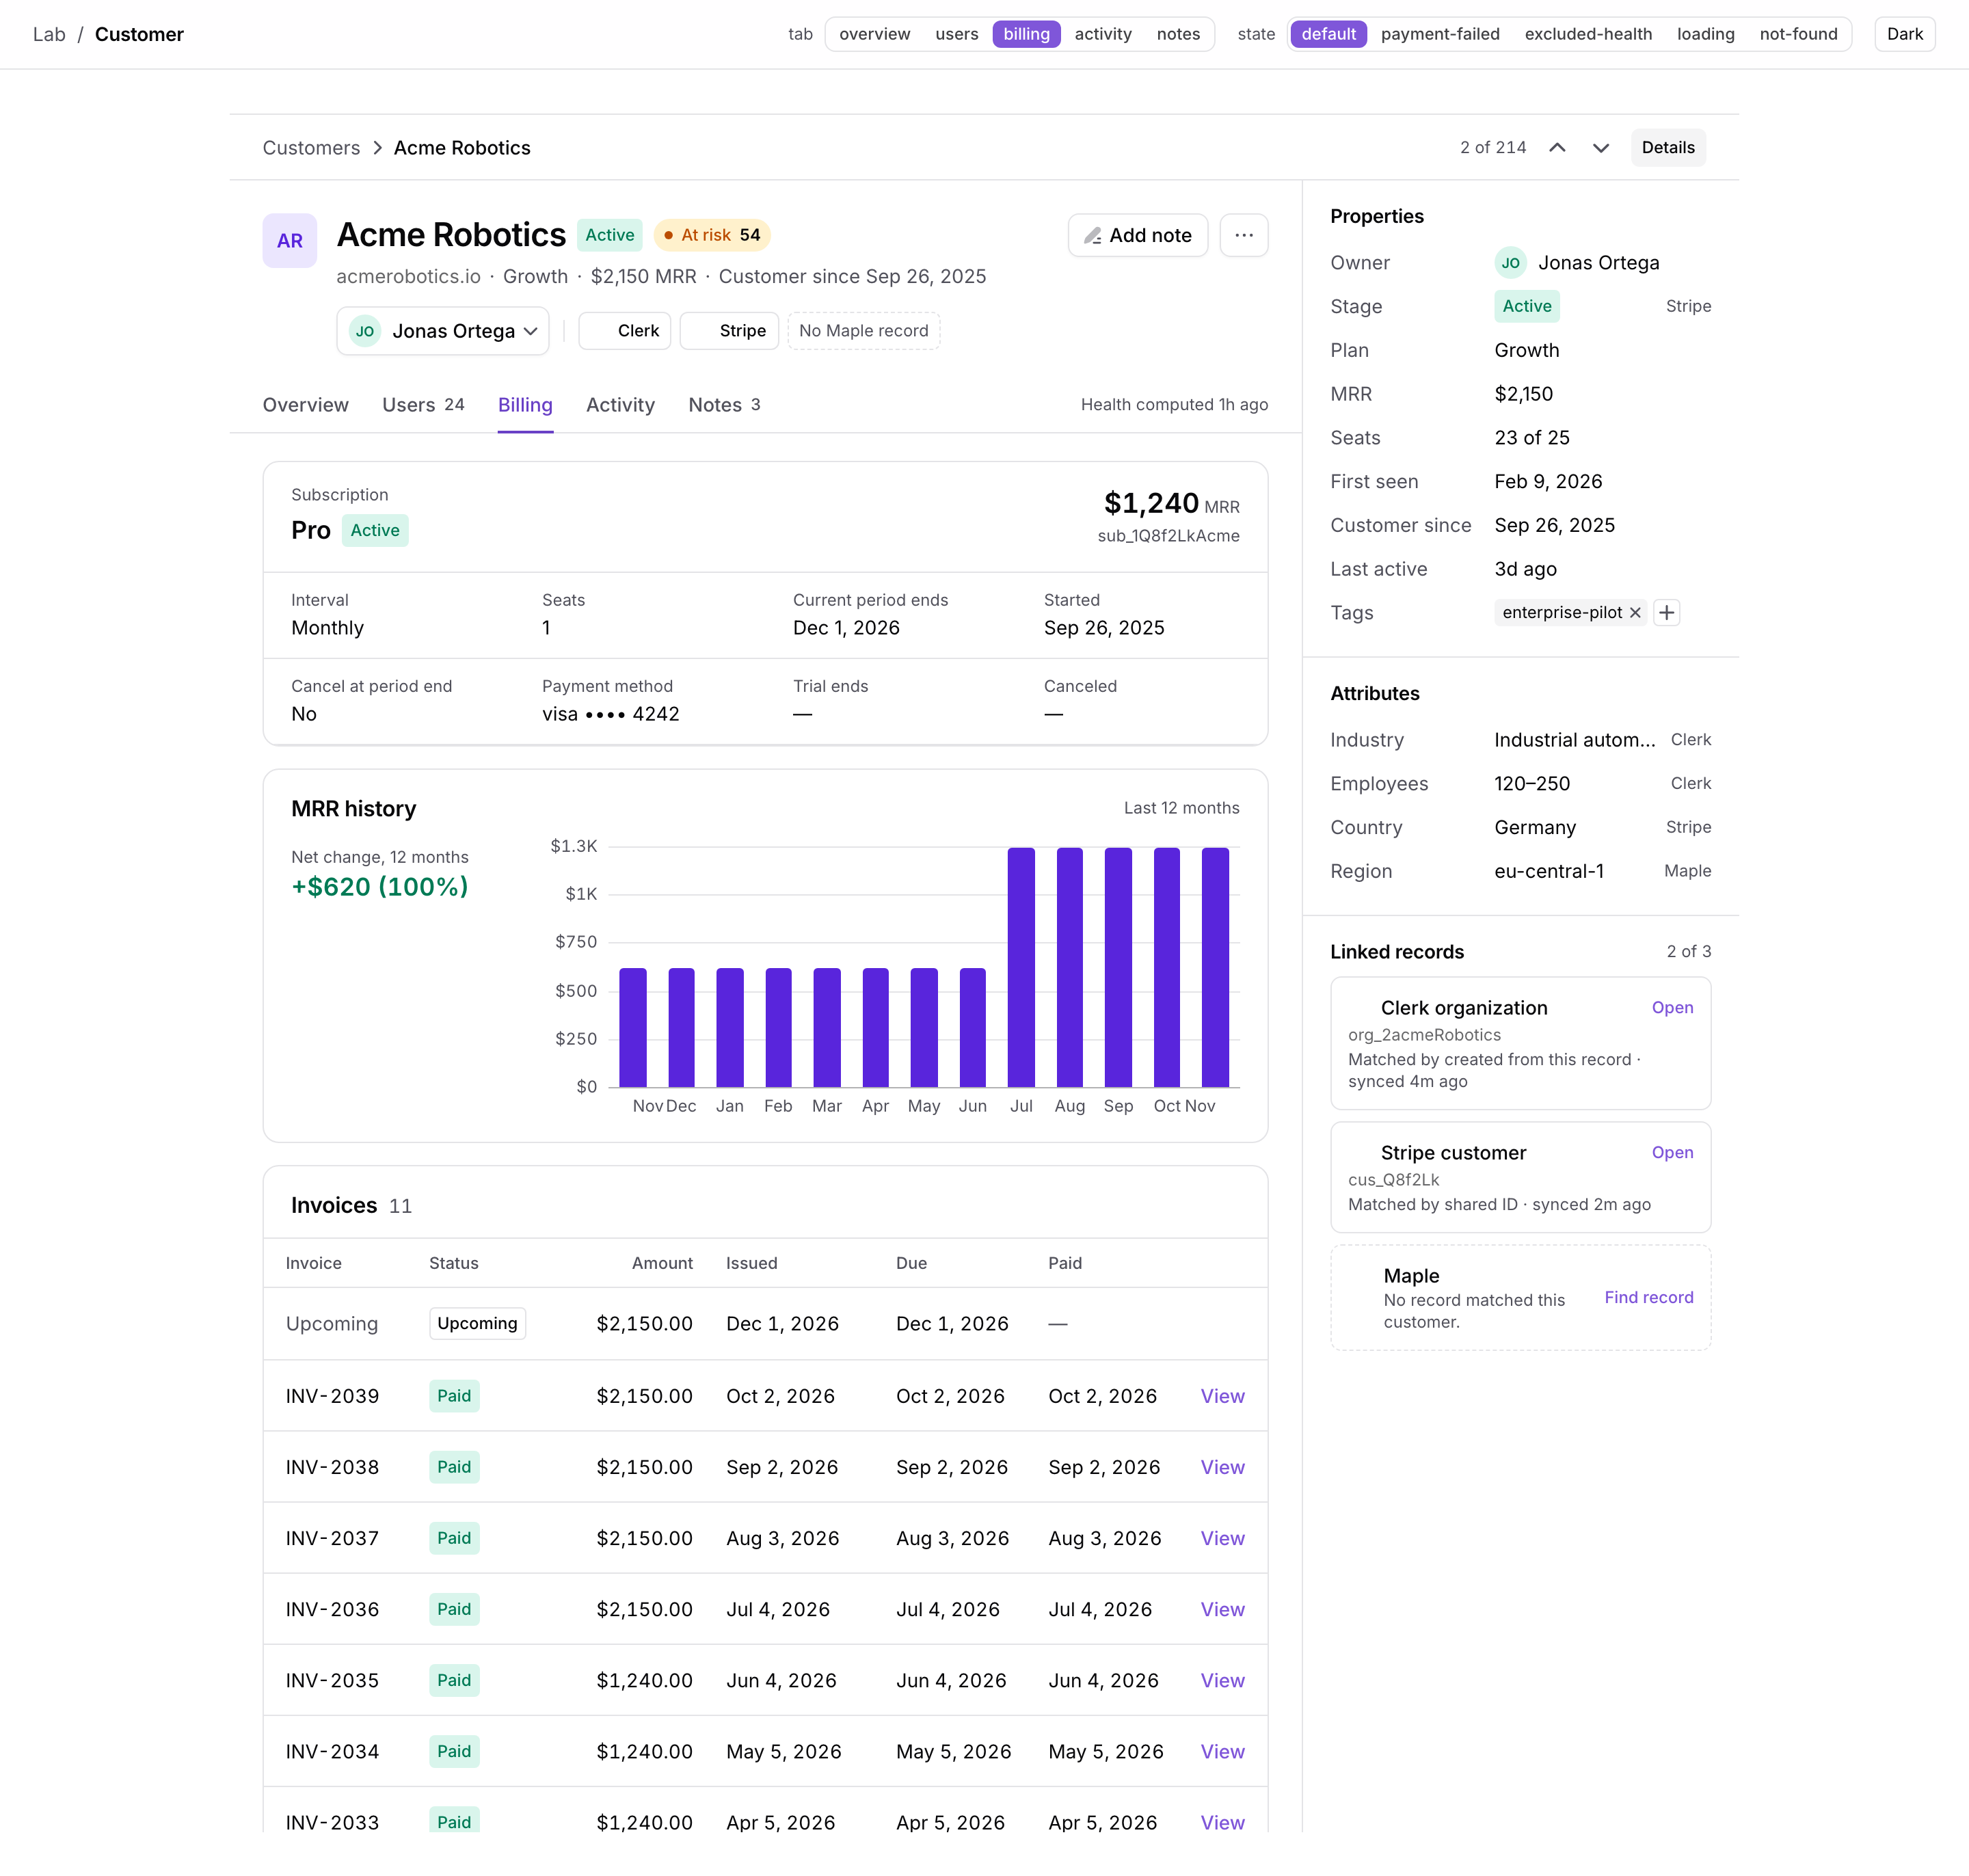 Lab / Customer
tab overview users billing activity notes state default payment-failed excluded-health loading not-found Dark
Customers > Acme Robotics
2 of 214 Details
AR
Acme Robotics Active At risk 54
Add note ···
acmerobotics.io · Growth · $2,150 MRR · Customer since Sep 26, 2025
JO Jonas Ortega Clerk Stripe No Maple record
Overview Users 24 Billing Activity Notes 3 Health computed 1h ago
Subscription
Pro Active
$1,240 MRR
sub_1Q8f2LkAcme
Interval Seats Current period ends Started
Monthly 1 Dec 1, 2026 Sep 26, 2025
Cancel at period end Payment method Trial ends Canceled
No visa •••• 4242 — —
MRR history Last 12 months
Net change, 12 months
+$620 (100%)
$1.3K
$1K
$750
$500
$250
$0
Nov Dec Jan Feb Mar Apr May Jun Jul Aug Sep Oct Nov
Invoices 11
Invoice Status Amount Issued Due Paid
Upcoming Upcoming $2,150.00 Dec 1, 2026 Dec 1, 2026 —
INV-2039 Paid $2,150.00 Oct 2, 2026 Oct 2, 2026 Oct 2, 2026 View
INV-2038 Paid $2,150.00 Sep 2, 2026 Sep 2, 2026 Sep 2, 2026 View
INV-2037 Paid $2,150.00 Aug 3, 2026 Aug 3, 2026 Aug 3, 2026 View
INV-2036 Paid $2,150.00 Jul 4, 2026 Jul 4, 2026 Jul 4, 2026 View
INV-2035 Paid $1,240.00 Jun 4, 2026 Jun 4, 2026 Jun 4, 2026 View
INV-2034 Paid $1,240.00 May 5, 2026 May 5, 2026 May 5, 2026 View
INV-2033 Paid $1,240.00 Apr 5, 2026 Apr 5, 2026 Apr 5, 2026 View
Properties
Owner JO Jonas Ortega
Stage Active Stripe
Plan Growth
MRR $2,150
Seats 23 of 25
First seen Feb 9, 2026
Customer since Sep 26, 2025
Last active 3d ago
Tags enterprise-pilot × +
Attributes
Industry Industrial autom... Clerk
Employees 120–250 Clerk
Country Germany Stripe
Region eu-central-1 Maple
Linked records 2 of 3
Clerk organization Open
org_2acmeRobotics
Matched by created from this record ·
synced 4m ago
Stripe customer Open
cus_Q8f2Lk
Matched by shared ID · synced 2m ago
Maple
No record matched this
customer.
Find record